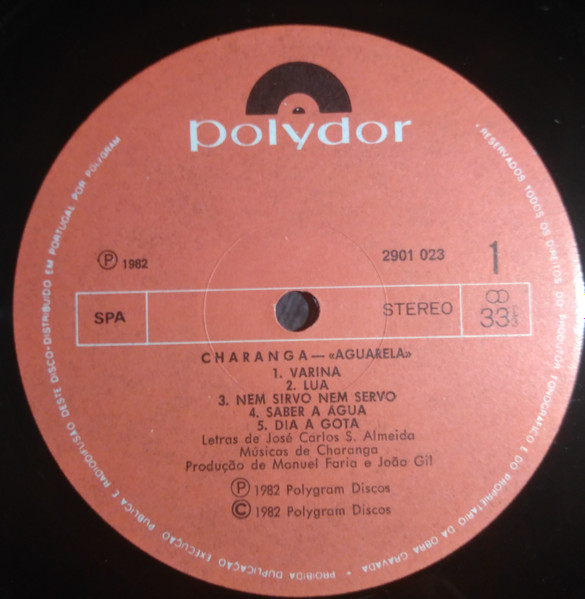 polydor
℗ 1982
2901 023
1
SPA
STEREO
33
CHARANGA — «AGUARELA»
1. VARINA
2. LUA
3. NEM SIRVO NEM SERVO
4. SABER A ÁGUA
5. DIA A GOTA
Letras de José Carlos S. Almeida
Músicas de Charanga
Produção de Manuel Faria e João Gil
℗ 1982 Polygram Discos
© 1982 Polygram Discos
• RESERVADOS TODOS OS DIREITOS DO PRODUTOR FONOGRÁFICO E DO PROPRIETÁRIO DA OBRA GRAVADA • PROIBIDA DUPLICAÇÃO EXECUÇÃO PÚBLICA E RADIODIFUSÃO DESTE DISCO • DISTRIBUIDO EM PORTUGAL POR POLYGRAM